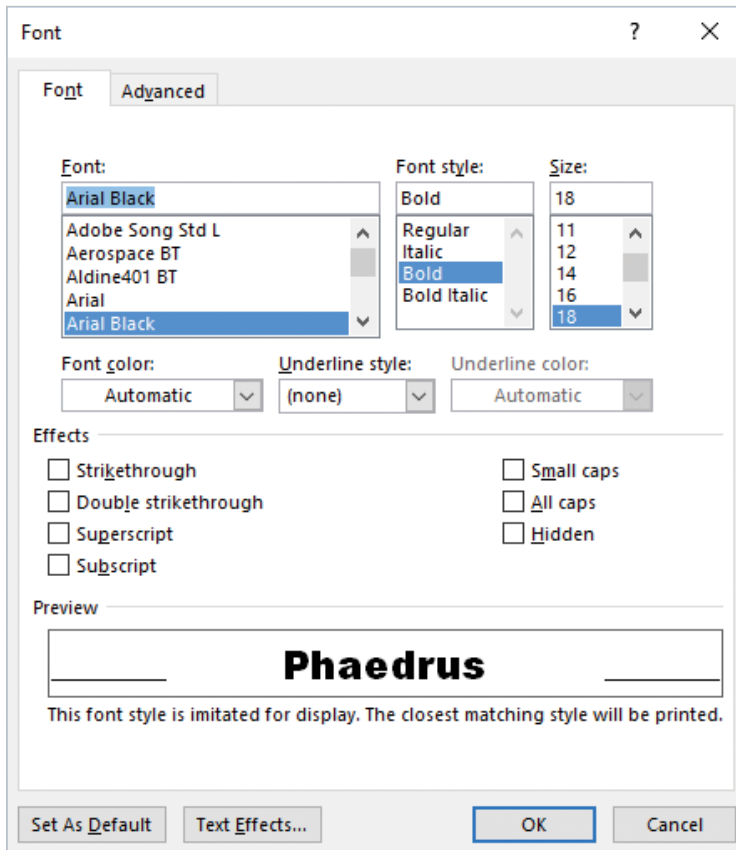 Font ?
Font Advanced
Font: Font style: Size:
Arial Black Bold 18
Adobe Song Std L Regular 11
Aerospace BT Italic 12
Aldine401 BT Bold 14
Arial Bold Italic 16
Arial Black 18
Font color: Underline style: Underline color:
Automatic (none) Automatic
Effects
Strikethrough Small caps
Double strikethrough All caps
Superscript Hidden
Subscript
Preview
Phaedrus
This font style is imitated for display. The closest matching style will be printed.
Set As Default Text Effects... OK Cancel